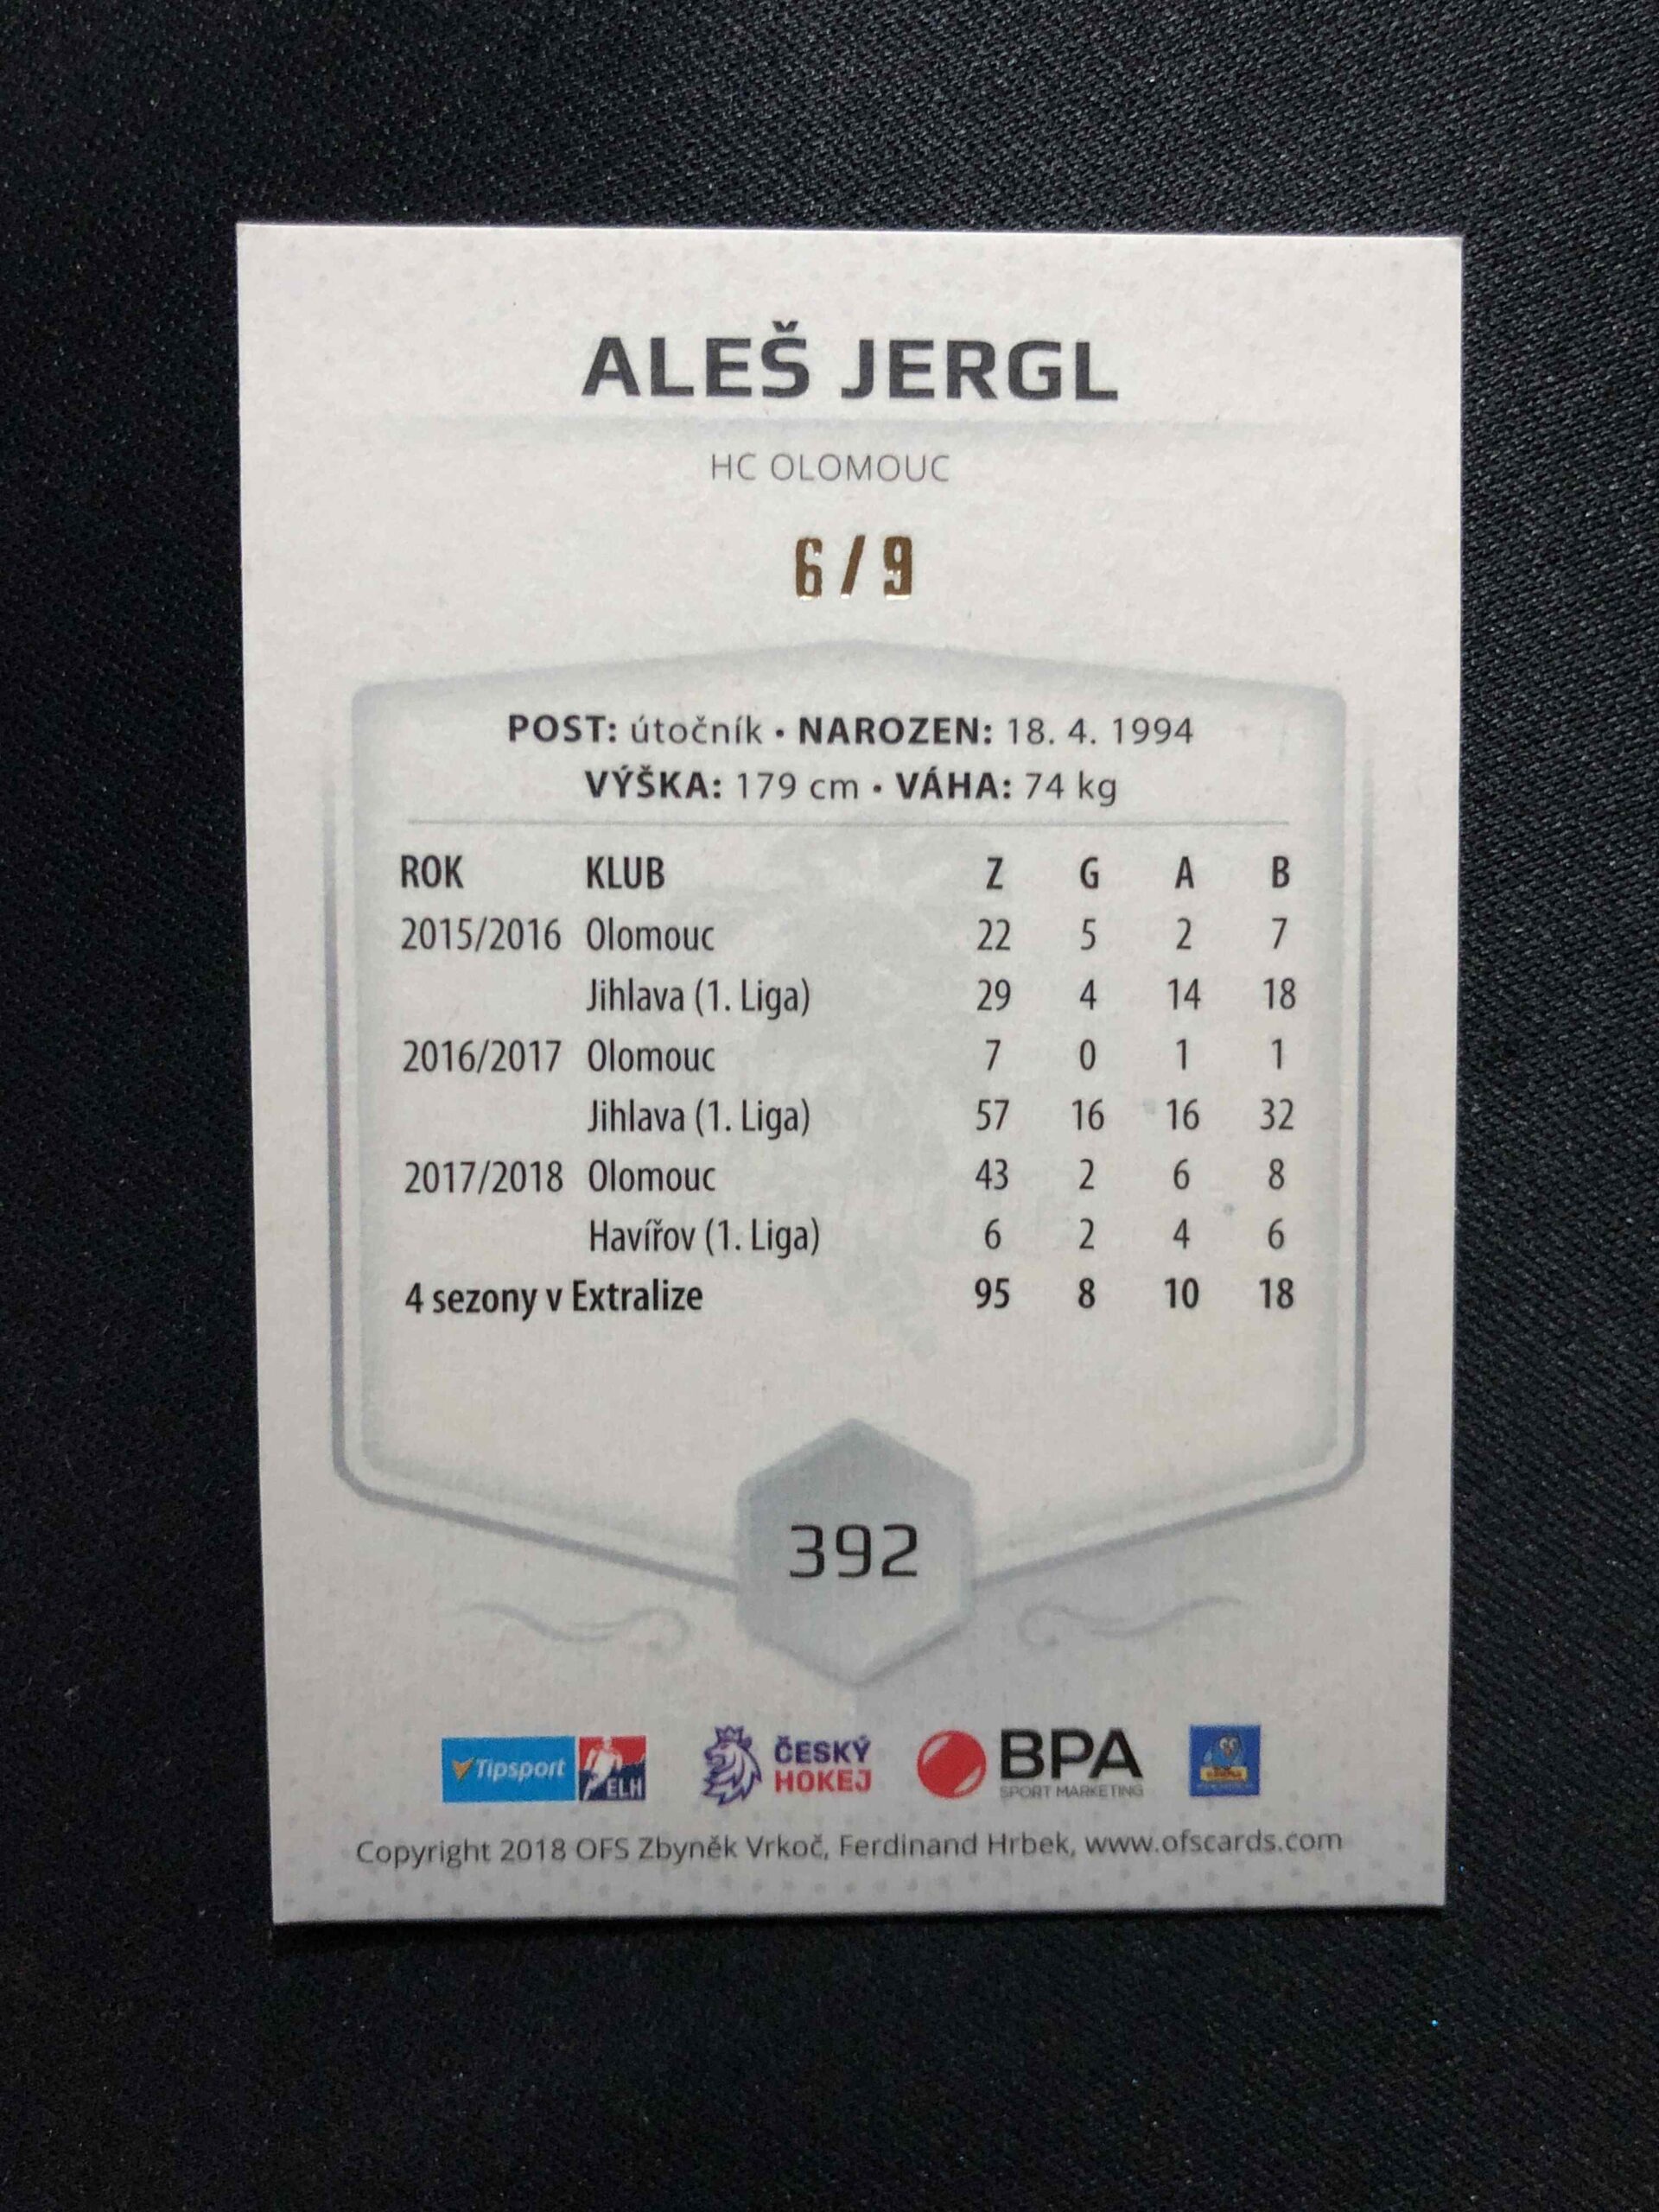 ALEŠ JERGL
HC OLOMOUC
6/9
POST: útočník • NAROZEN: 18. 4. 1994
VÝŠKA: 179 cm • VÁHA: 74 kg
ROK KLUB Z G A B
2015/2016 Olomouc 22 5 2 7
Jihlava (1. Liga) 29 4 14 18
2016/2017 Olomouc 7 0 1 1
Jihlava (1. Liga) 57 16 16 32
2017/2018 Olomouc 43 2 6 8
Havířov (1. Liga) 6 2 4 6
4 sezony v Extralize 95 8 10 18
392
Tipsport ELH
ČESKÝ HOKEJ
BPA
SPORT MARKETING
Copyright 2018 OFS Zbyněk Vrkoč, Ferdinand Hrbek, www.ofscards.com